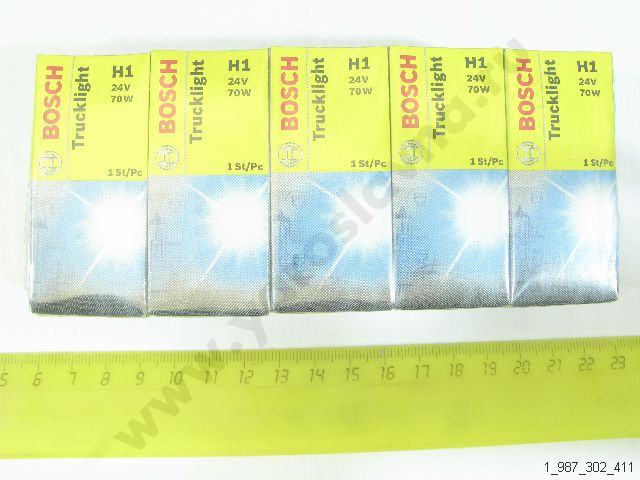 BOSCH
Trucklight
H1
24V
70W
1 St/Pc
BOSCH
Trucklight
H1
24V
70W
1 St/Pc
BOSCH
Trucklight
H1
24V
70W
1 St/Pc
BOSCH
Trucklight
H1
24V
70W
1 St/Pc
BOSCH
Trucklight
H1
24V
70W
1 St/Pc
5 6 7 8 9 10 11 12 13 14 15 16 17 18 19 20 21 22 23
1_987_302_411